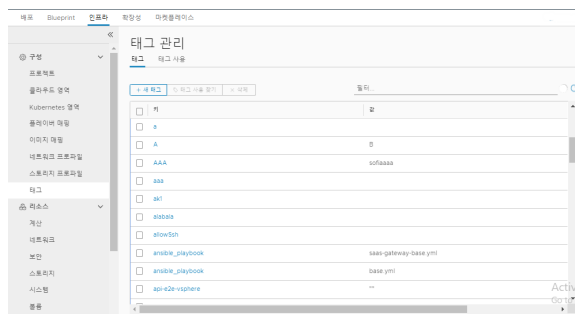 배포 Blueprint 인프라 확장성 마켓플레이스
구성
프로젝트
클라우드 영역
Kubernetes 영역
플레이버 매핑
이미지 매핑
네트워크 프로파일
스토리지 프로파일
태그
리소스
계산
네트워크
보안
스토리지
시스템
볼륨
태그 관리
태그 태그 사용
+ 새 태그 태그 사용 찾기 × 삭제
필터...
키 값
a
A B
AAA sofiaaaa
aaa
ak1
alabala
allow5sh
ansible_playbook saas-gateway-base.yml
ansible_playbook base.yml
api-e2e-vsphere ""
Activ
Go to